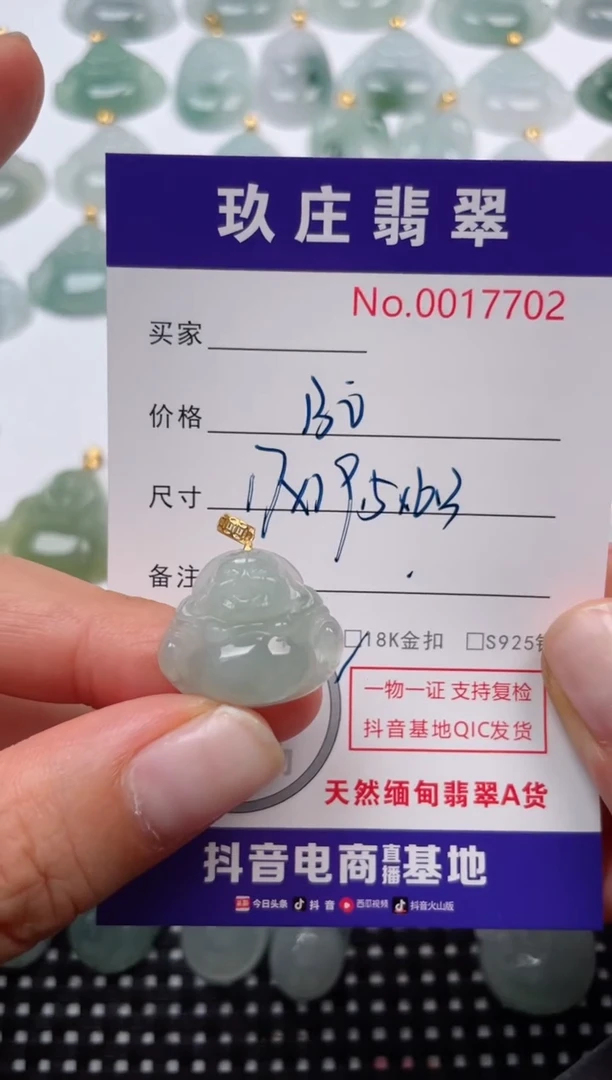 玖庄翡翠
No.0017702
买家
价格
尺寸 17x19.5x6.3
备注
□18K金扣 □S925
一物一证 支持复检
抖音基地QIC发货
天然缅甸翡翠A货
抖音电商直播基地
今日头条 抖音 西瓜视频 抖音火山版